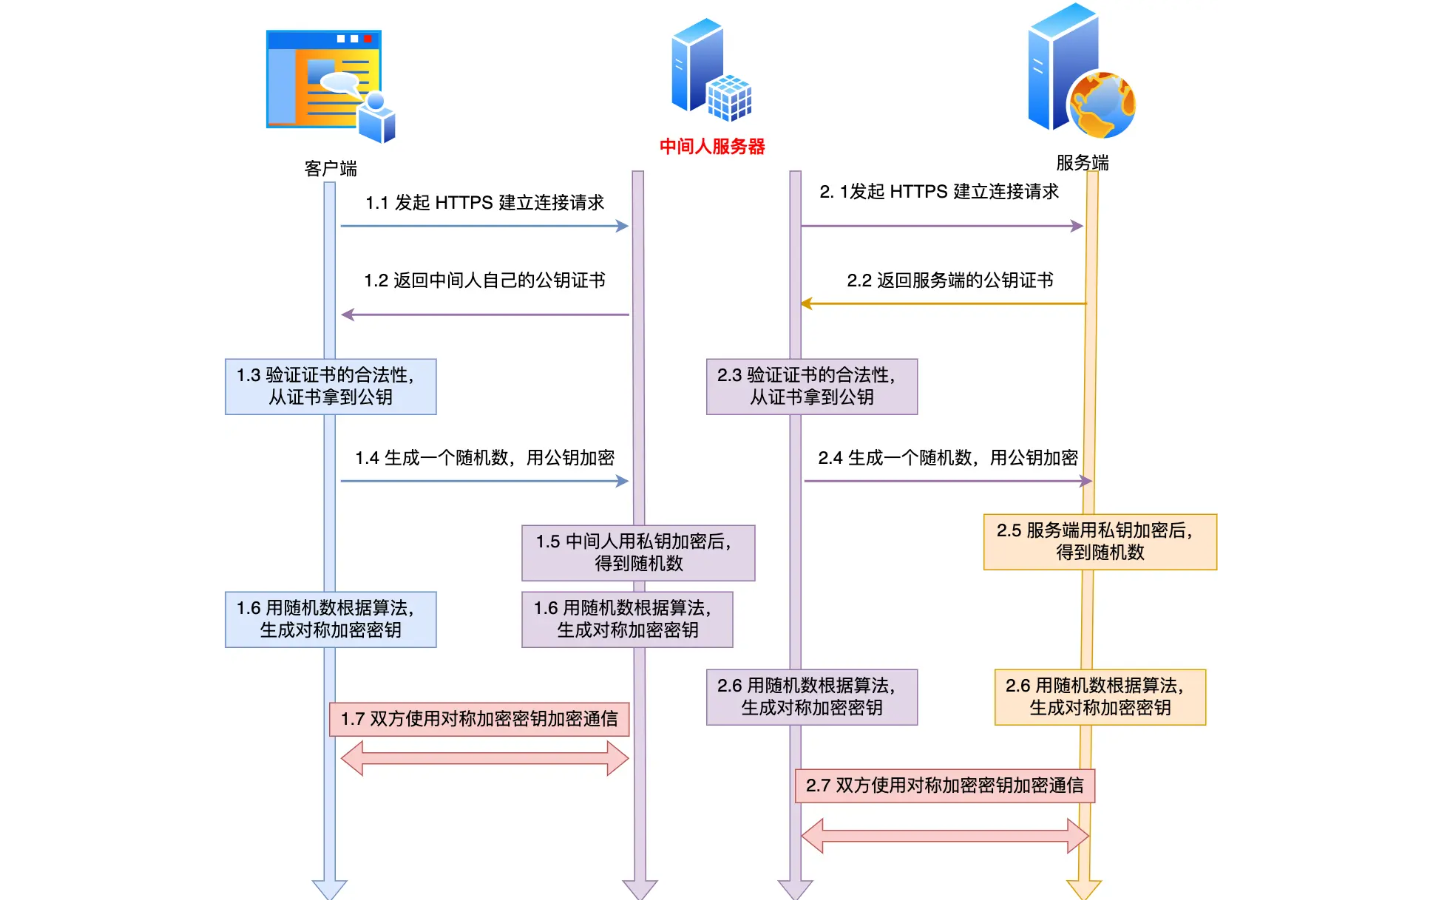 中间人服务器
客户端
服务端
1.1 发起 HTTPS 建立连接请求
2. 1发起 HTTPS 建立连接请求
1.2 返回中间人自己的公钥证书
2.2 返回服务端的公钥证书
1.3 验证证书的合法性，
从证书拿到公钥
2.3 验证证书的合法性，
从证书拿到公钥
1.4 生成一个随机数，用公钥加密
2.4 生成一个随机数，用公钥加密
1.5 中间人用私钥加密后，
得到随机数
2.5 服务端用私钥加密后，
得到随机数
1.6 用随机数根据算法，
生成对称加密密钥
1.6 用随机数根据算法，
生成对称加密密钥
2.6 用随机数根据算法，
生成对称加密密钥
2.6 用随机数根据算法，
生成对称加密密钥
1.7 双方使用对称加密密钥加密通信
2.7 双方使用对称加密密钥加密通信